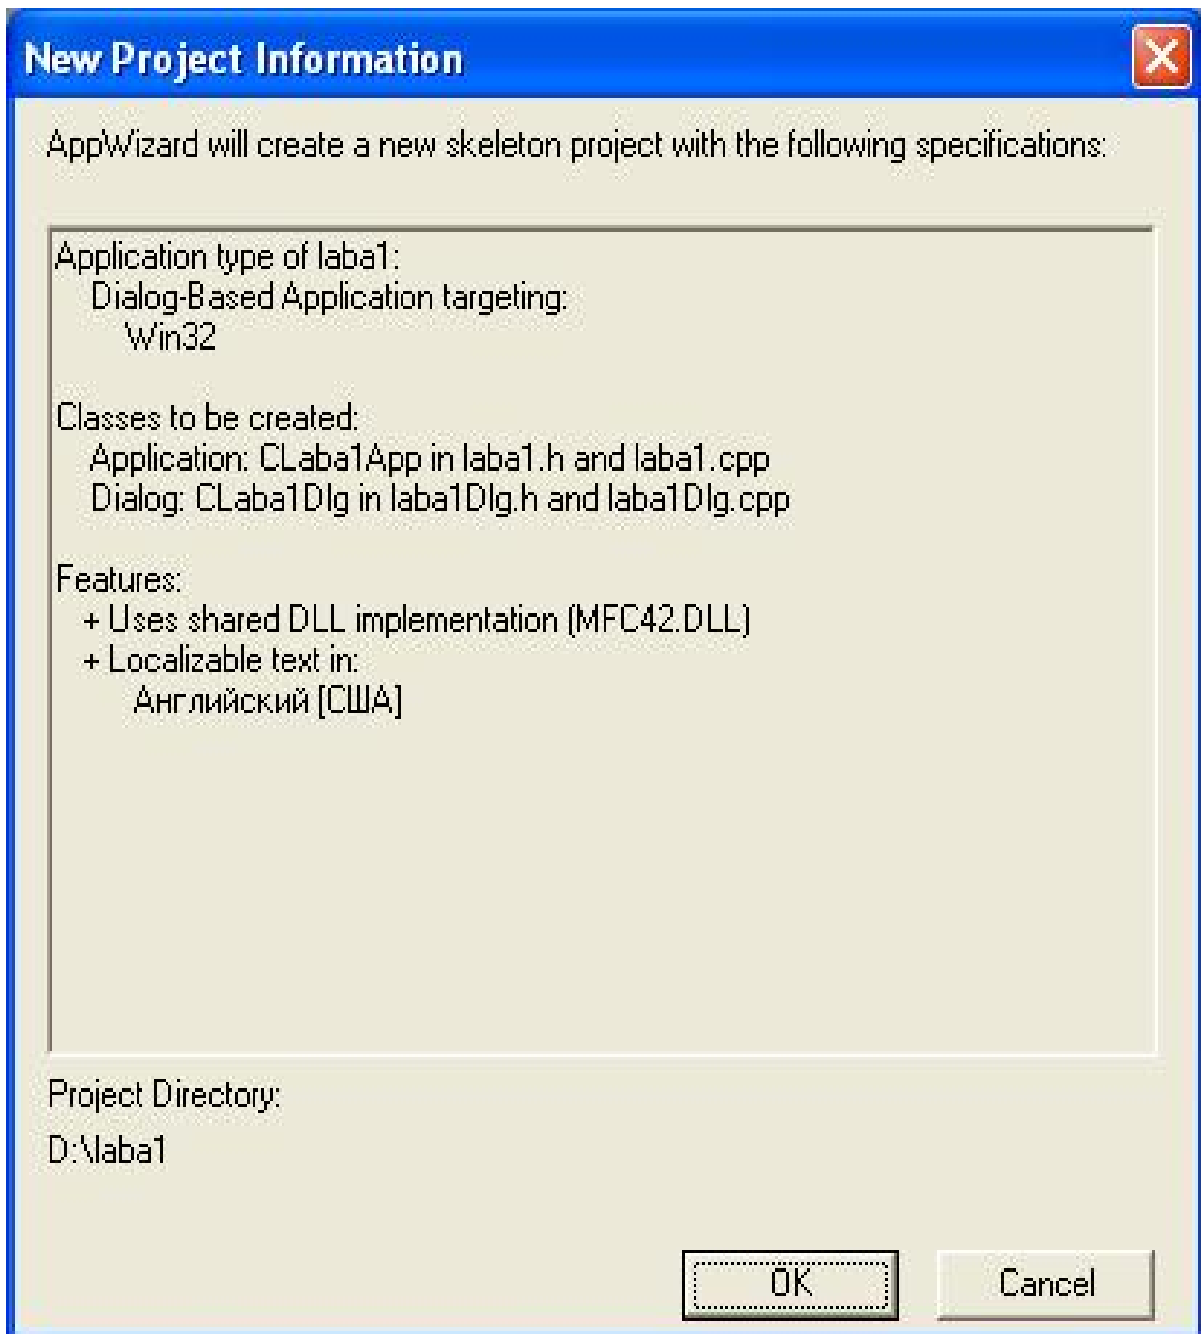 New Project Information
AppWizard will create a new skeleton project with the following specifications:
Application type of laba1:
Dialog-Based Application targeting:
Win32
Classes to be created:
Application: CLaba1App in laba1.h and laba1.cpp
Dialog: CLaba1Dlg in laba1Dlg.h and laba1Dlg.cpp
Features:
+ Uses shared DLL implementation (MFC42.DLL)
+ Localizable text in:
Английский [США]
Project Directory:
D:\laba1
OK
Cancel